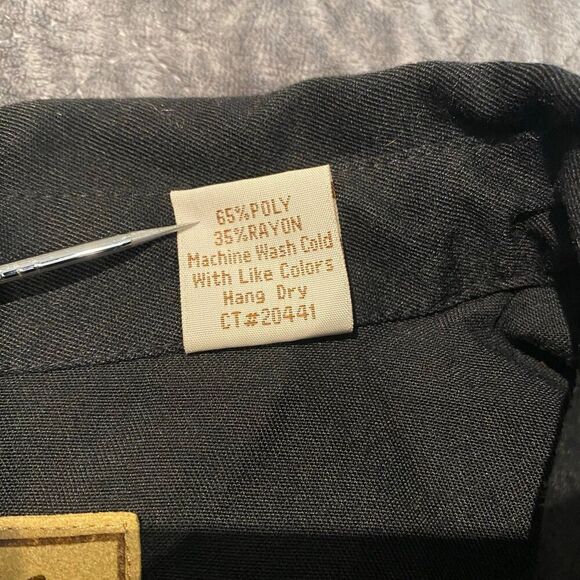 65%POLY
35%RAYON
Machine Wash Cold
With Like Colors
Hang Dry
CT#20441